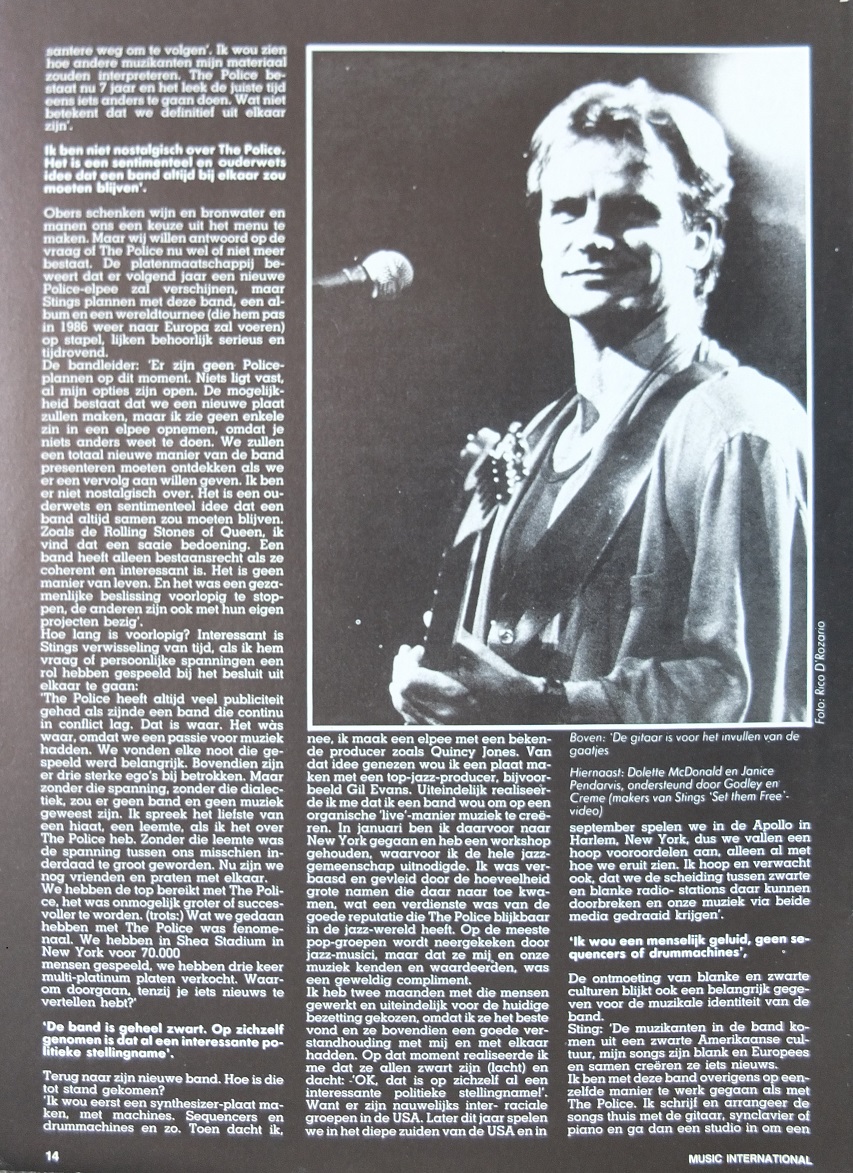 santere weg om te volgen'. Ik wou zien
hoe andere muzikanten mijn materiaal
zouden interpreteren. The Police be-
staat nu 7 jaar en het leek de juiste tijd
eens iets anders te gaan doen. Wat niet
betekent dat we definitief uit elkaar
zijn'.
Ik ben niet nostalgisch over The Police.
Het is een sentimenteel en ouderwets
idee dat een band altijd bij elkaar zou
moeten blijven'.
Obers schenken wijn en bronwater en
manen ons een keuze uit het menu te
maken. Maar wij willen antwoord op de
vraag of The Police nu wel of niet meer
bestaat. De platenmaatschappij be-
weert dat er volgend jaar een nieuwe
Police-elpee zal verschijnen, maar
Stings plannen met deze band, een al-
bum en een wereldtournee (die hem pas
in 1986 weer naar Europa zal voeren)
op stapel, lijken behoorlijk serieus en
tijdrovend.
De bandleider: 'Er zijn geen Police-
plannen op dit moment. Niets ligt vast,
al mijn opties zijn open. De mogelijk-
heid bestaat dat we een nieuwe plaat
zullen maken, maar ik zie geen enkele
zin in een elpee opnemen, omdat je
niets anders weet te doen. We zullen
een totaal nieuwe manier van de band
presenteren moeten ontdekken als we
er een vervolg aan willen geven. Ik ben
er niet nostalgisch over. Het is een ou-
derwets en sentimenteel idee dat een
band altijd samen zou moeten blijven.
Zoals de Rolling Stones of Queen, ik
vind dat een saaie bedoening. Een
band heeft alleen bestaansrecht als ze
coherent en interessant is. Het is geen
manier van leven. En het was een geza-
menlijke beslissing voorlopig te stop-
pen, de anderen zijn ook met hun eigen
projecten bezig'.
Hoe lang is voorlopig? Interessant is
Stings verwisseling van tijd, als ik hem
vraag of persoonlijke spanningen een
rol hebben gespeeld bij het besluit uit
elkaar te gaan:
'The Police heeft altijd veel publiciteit
gehad als zijnde een band die continu
in conflict lag. Dat is waar. Het wàs
waar, omdat we een passie voor muziek
hadden. We vonden elke noot die ge-
speeld werd belangrijk. Bovendien zijn
er drie sterke ego's bij betrokken. Maar
zonder die spanning, zonder die dialec-
tiek, zou er geen band en geen muziek
geweest zijn. Ik spreek het liefste van
een hiaat, een leemte, als ik het over
The Police heb. Zonder die leemte was
de spanning tussen ons misschien in-
derdaad te groot geworden. Nu zijn we
nog vrienden en praten met elkaar.
We hebben de top bereikt met The Poli-
ce, het was onmogelijk groter of succes-
voller te worden. (trots:) Wat we gedaan
hebben met The Police was fenome-
naal. We hebben in Shea Stadium in
New York voor 70.000
mensen gespeeld, we hebben drie keer
multi-platinum platen verkocht. Waar-
om doorgaan, tenzij je iets nieuws te
vertellen hebt?'
'De band is geheel zwart. Op zichzelf
genomen is dat al een interessante po-
litieke stellingname'.
Terug naar zijn nieuwe band. Hoe is die
tot stand gekomen?
'Ik wou eerst een synthesizer-plaat ma-
ken, met machines. Sequencers en
drummachines en zo. Toen dacht ik,
nee, ik maak een elpee met een beken-
de producer zoals Quincy Jones. Van
dat idee genezen wou ik een plaat ma-
ken met een top-jazz-producer, bijvoor-
beeld Gil Evans. Uiteindelijk realiseer-
de ik me dat ik een band wou om op een
organische 'live'-manier muziek te creë-
ren. In januari ben ik daarvoor naar
New York gegaan en heb een workshop
gehouden, waarvoor ik de hele jazz-
gemeenschap uitnodigde. Ik was ver-
baasd en gevleid door de hoeveelheid
grote namen die daar naar toe kwa-
men, wat een verdienste was van de
goede reputatie die The Police blijkbaar
in de jazz-wereld heeft. Op de meeste
pop-groepen wordt neergekeken door
jazz-musici, maar dat ze mij en onze
muziek kenden en waardeerden, was
een geweldig compliment.
Ik heb twee maanden met die mensen
gewerkt en uiteindelijk voor de huidige
bezetting gekozen, omdat ik ze het beste
vond en ze bovendien een goede ver-
standhouding met mij en met elkaar
hadden. Op dat moment realiseerde ik
me dat ze allen zwart zijn (lacht) en
dacht: -'OK, dat is op zichzelf al een
interessante politieke stellingname!'.
Want er zijn nauwelijks inter- raciale
groepen in de USA. Later dit jaar spelen
we in het diepe zuiden van de USA en in
Foto: Rico D'Rozario
Boven: 'De gitaar is voor het invullen van de
gaatjes
Hiernaast: Dolette McDonald en Janice
Pendarvis, ondersteund door Godley en
Creme (makers van Stings 'Set them Free'-
video)
september spelen we in de Apollo in
Harlem, New York, dus we vallen een
hoop vooroordelen aan, alleen al met
hoe we eruit zien. Ik hoop en verwacht
ook, dat we de scheiding tussen zwarte
en blanke radio- stations daar kunnen
doorbreken en onze muziek via beide
media gedraaid krijgen'.
'Ik wou een menselijk geluid, geen se-
quencers of drummachines',
De ontmoeting van blanke en zwarte
culturen blijkt ook een belangrijk gege-
ven voor de muzikale identiteit van de
band.
Sting: 'De muzikanten in de band ko-
men uit een zwarte Amerikaanse cul-
tuur, mijn songs zijn blank en Europees
en samen creëren ze iets nieuws.
Ik ben met deze band overigens op een-
zelfde manier te werk gegaan als met
The Police. Ik schrijf en arrangeer de
songs thuis met de gitaar, synclavier of
piano en ga dan een studio in om een
14
MUSIC INTERNATIONAL